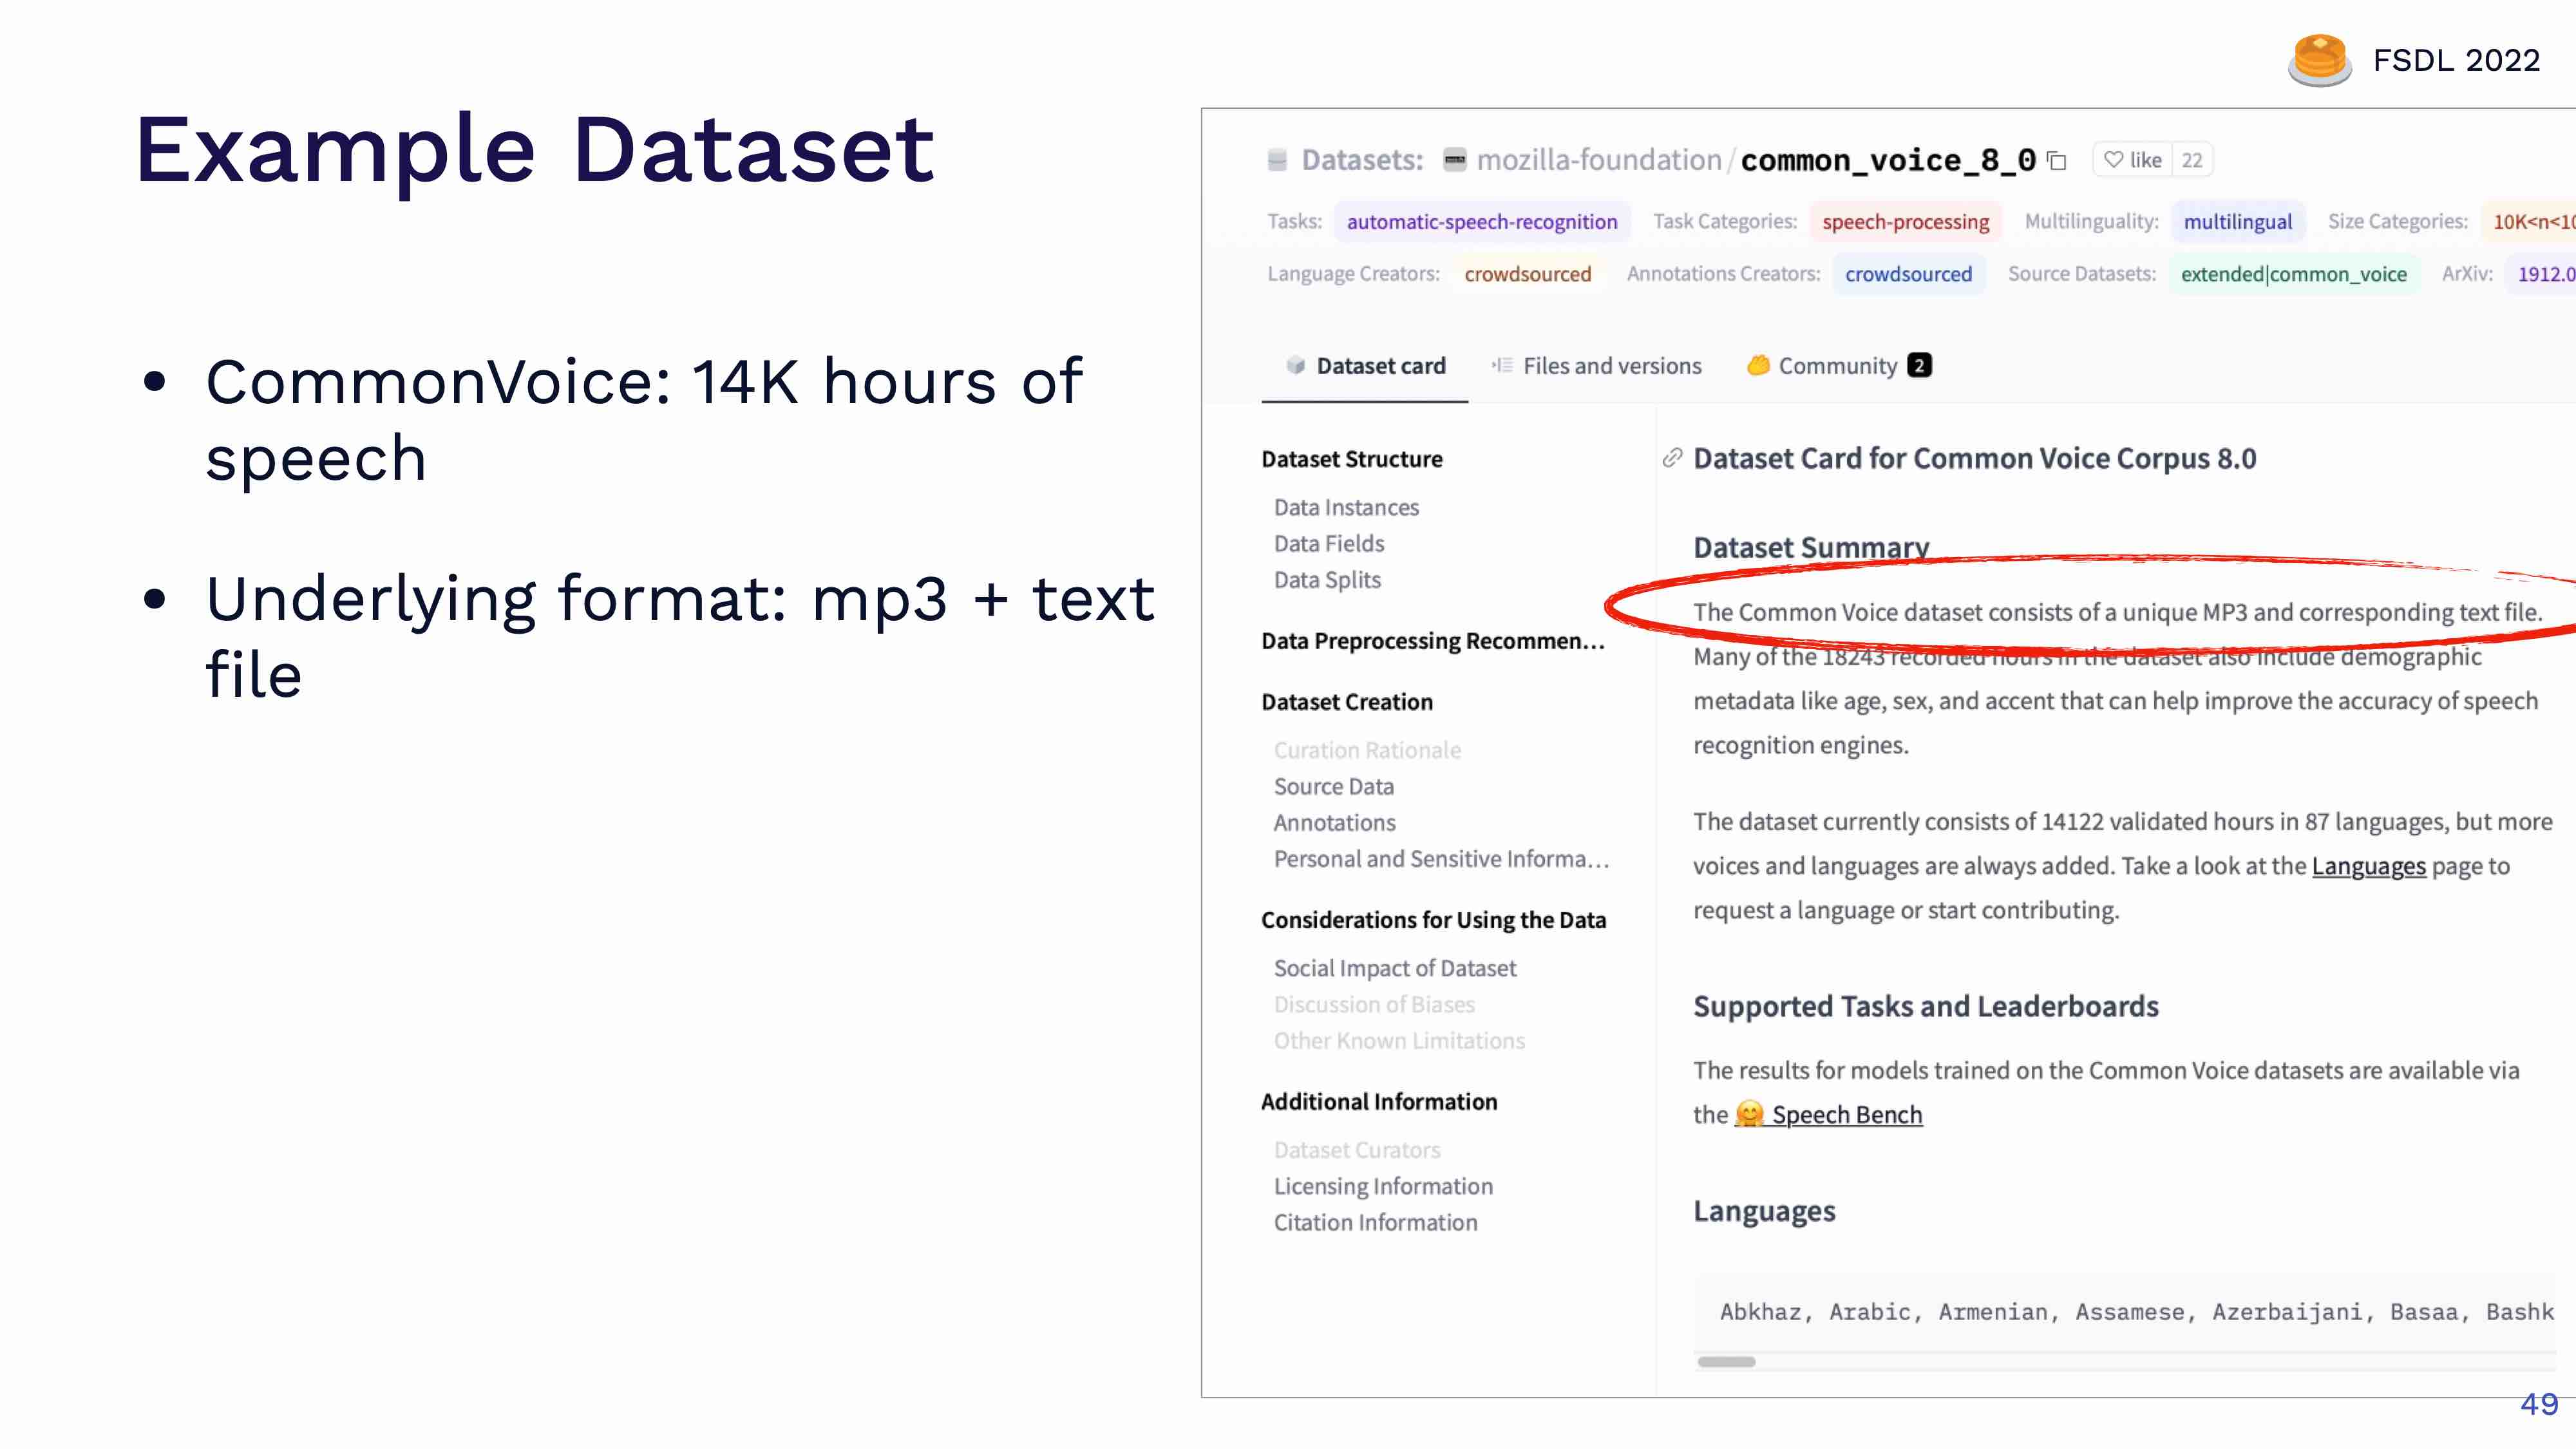 FSDL 2022
Example Dataset
• CommonVoice: 14K hours of
speech
• Underlying format: mp3 + text
file
Datasets: mozilla-foundation/common_voice_8_0 like 22
Tasks: automatic-speech-recognition Task Categories: speech-processing Multilinguality: multilingual Size Categories: 10K<n<10
Language Creators: crowdsourced Annotations Creators: crowdsourced Source Datasets: extended|common_voice ArXiv: 1912.0
Dataset card Files and versions Community 2
Dataset Structure
Data Instances
Data Fields
Data Splits
Data Preprocessing Recommen...
Dataset Creation
Curation Rationale
Source Data
Annotations
Personal and Sensitive Informa...
Considerations for Using the Data
Social Impact of Dataset
Discussion of Biases
Other Known Limitations
Additional Information
Dataset Curators
Licensing Information
Citation Information
Dataset Card for Common Voice Corpus 8.0
Dataset Summary
The Common Voice dataset consists of a unique MP3 and corresponding text file.
Many of the 18243 recorded hours in the dataset also include demographic
metadata like age, sex, and accent that can help improve the accuracy of speech
recognition engines.
The dataset currently consists of 14122 validated hours in 87 languages, but more
voices and languages are always added. Take a look at the Languages page to
request a language or start contributing.
Supported Tasks and Leaderboards
The results for models trained on the Common Voice datasets are available via
the 🤗 Speech Bench
Languages
Abkhaz, Arabic, Armenian, Assamese, Azerbaijani, Basaa, Bashk
49